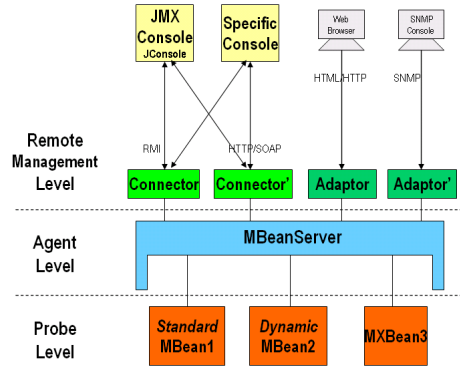 JMX
Console
JConsole
Specific
Console
Web
Browser
SNMP
Console
HTML/HTTP
SNMP
Remote
Management
Level
RMI
HTTP/SOAP
Connector
Connector'
Adaptor
Adaptor'
Agent
Level
MBeanServer
Probe
Level
Standard
MBean1
Dynamic
MBean2
MXBean3